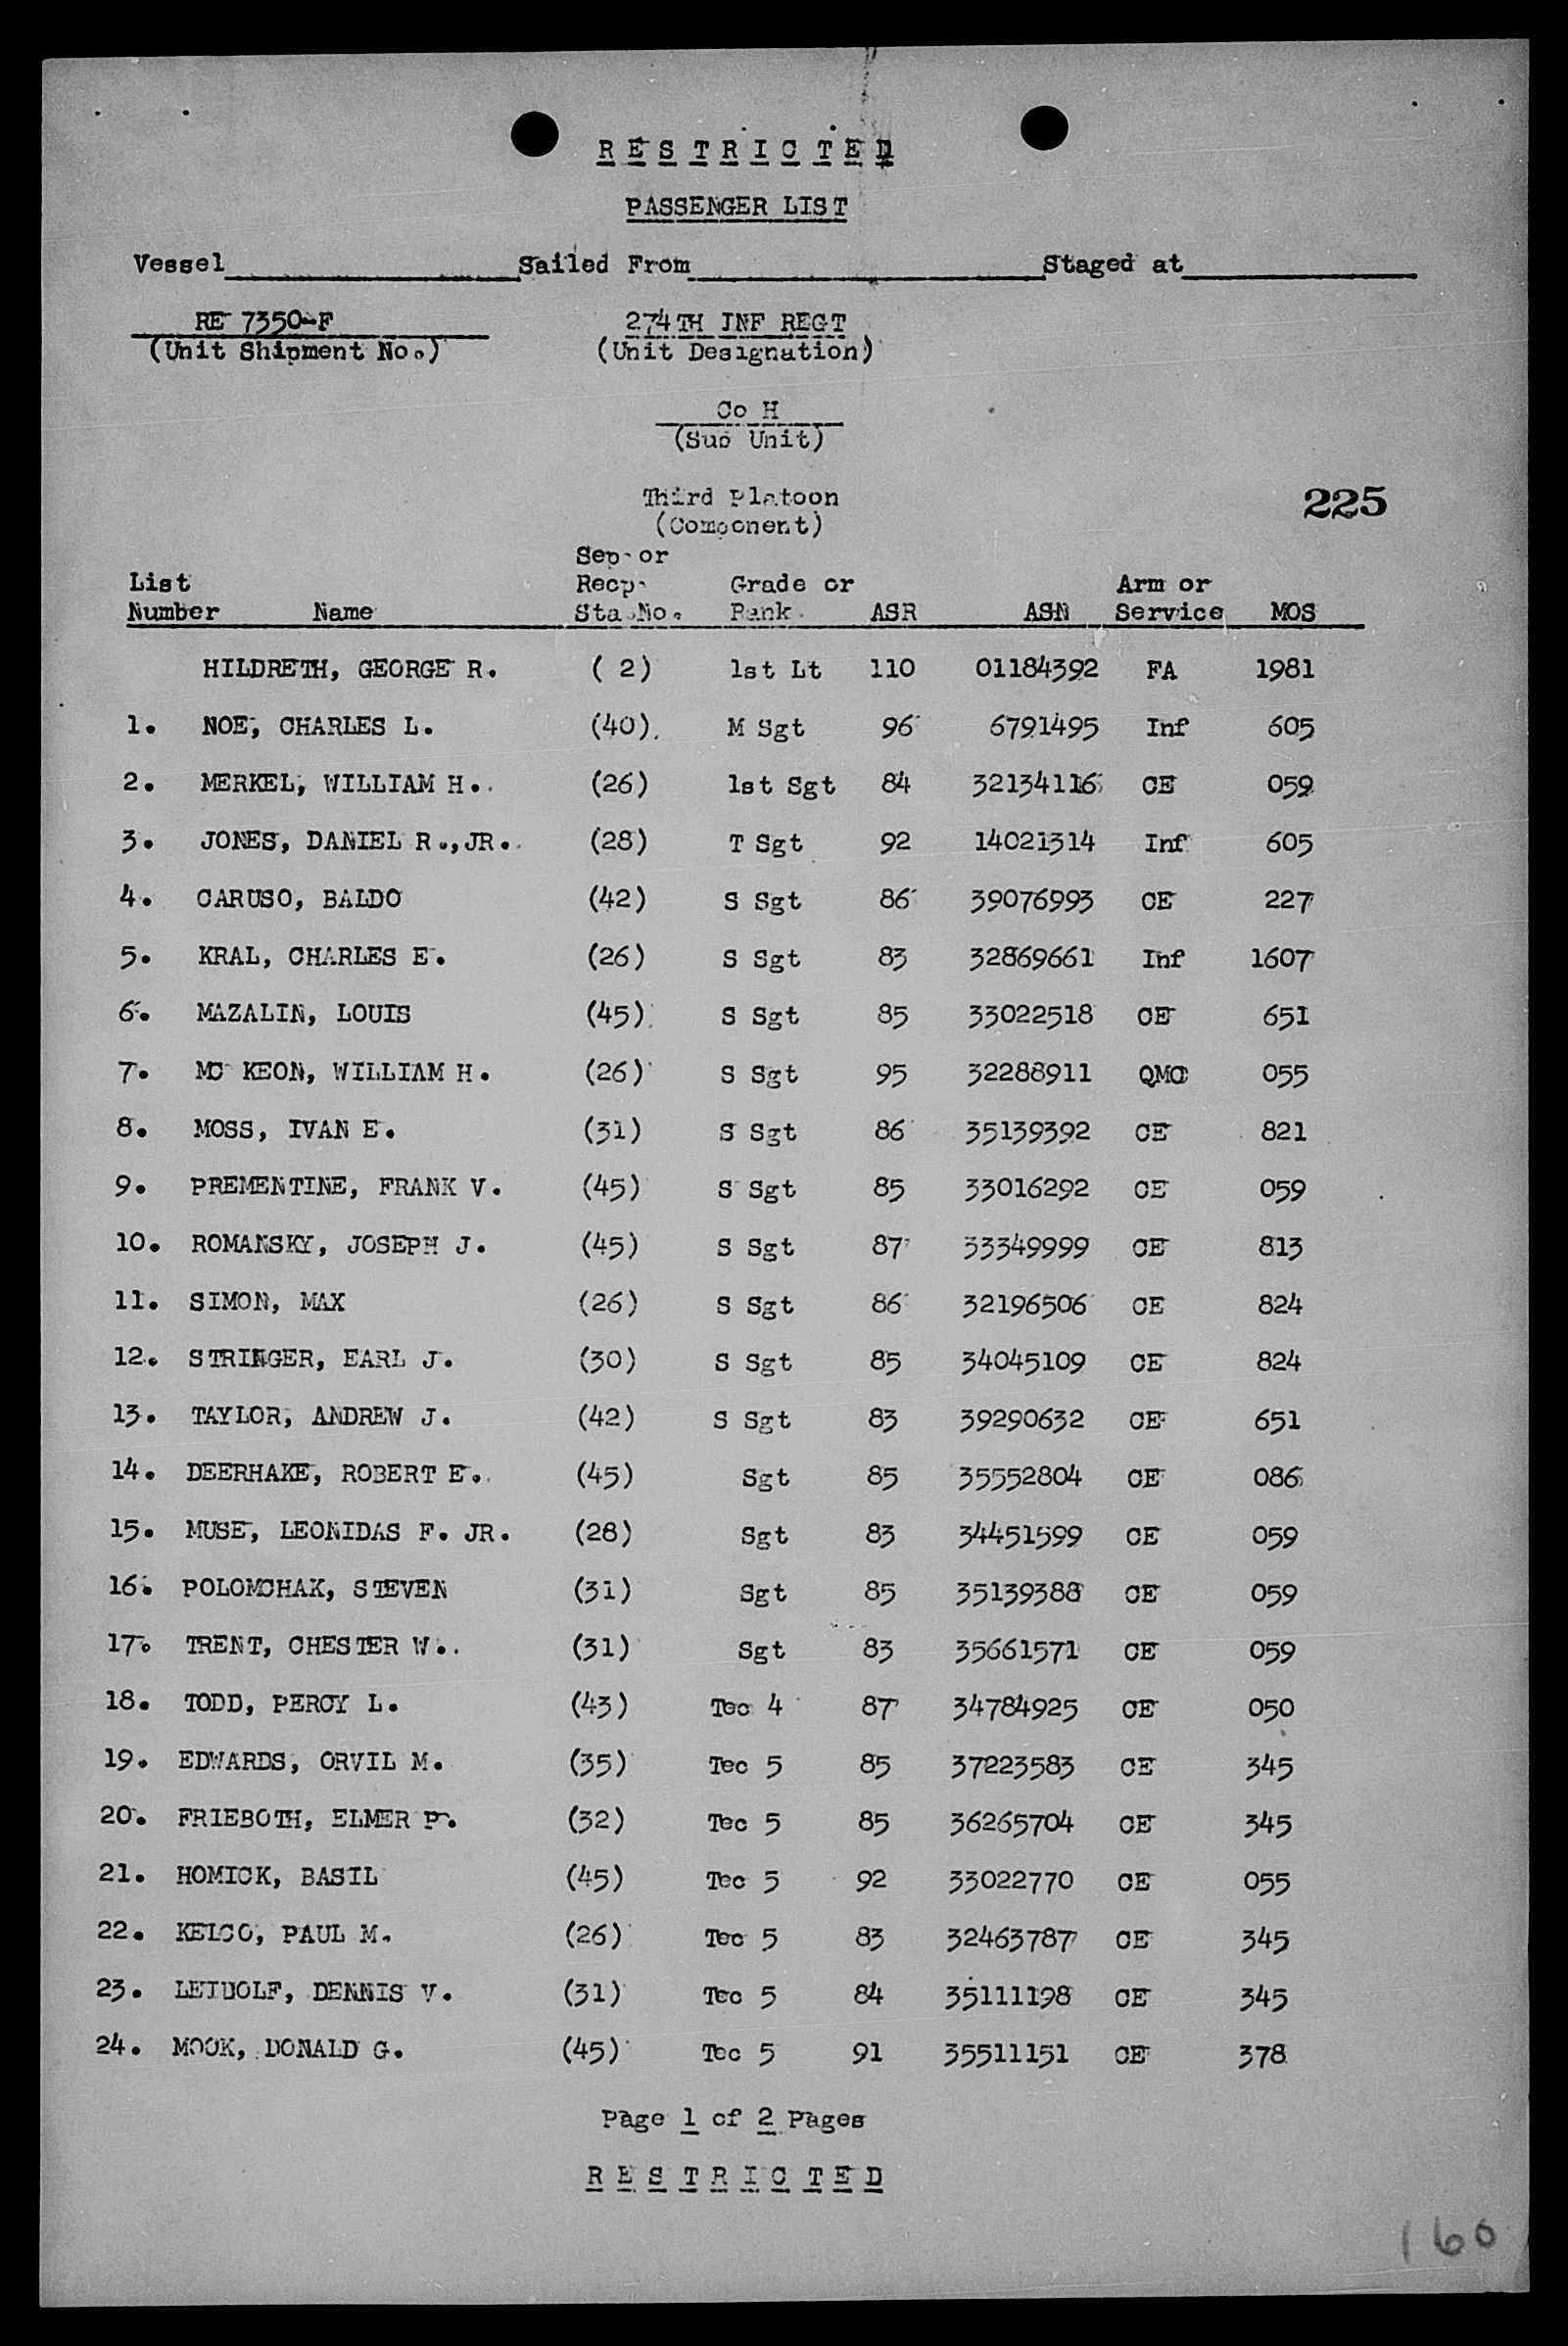 RESTRICTED
PASSENGER LIST
Vessel Sailed From Staged at
RE 7350-F 274TH INF REGT
(Unit Shipment No.) (Unit Designation)
Co H
(Sub Unit)
Third Platoon 225
(Component)
Sep or
List Recp Grade or Arm or
Number Name Sta No. Rank ASR ASN Service MOS
HILDRETH, GEORGE R. ( 2) 1st Lt 110 01184392 FA 1981
1. NOE, CHARLES L. (40) M Sgt 96 6791495 Inf 605
2. MERKEL, WILLIAM H. (26) 1st Sgt 84 32134116 CE 059
3. JONES, DANIEL R.,JR. (28) T Sgt 92 14021314 Inf 605
4. CARUSO, BALDO (42) S Sgt 86 39076993 CE 227
5. KRAL, CHARLES E. (26) S Sgt 83 32869661 Inf 1607
6. MAZALIN, LOUIS (45) S Sgt 85 33022518 CE 651
7. MC KEON, WILLIAM H. (26) S Sgt 95 32288911 QMC 055
8. MOSS, IVAN E. (31) S Sgt 86 35139392 CE 821
9. PREMENTINE, FRANK V. (45) S Sgt 85 33016292 CE 059
10. ROMANSKY, JOSEPH J. (45) S Sgt 87 33349999 CE 813
11. SIMON, MAX (26) S Sgt 86 32196506 CE 824
12. STRINGER, EARL J. (30) S Sgt 85 34045109 CE 824
13. TAYLOR, ANDREW J. (42) S Sgt 83 39290632 CE 651
14. DEERHAKE, ROBERT E. (45) Sgt 85 35552804 CE 086
15. MUSE, LEONIDAS F. JR. (28) Sgt 83 34451599 CE 059
16. POLOMCHAK, STEVEN (31) Sgt 85 35139388 CE 059
17. TRENT, CHESTER W. (31) Sgt 83 35661571 CE 059
18. TODD, PERCY L. (43) Tec 4 87 34784925 CE 050
19. EDWARDS, ORVIL M. (35) Tec 5 85 37223583 CE 345
20. FRIEBOTH, ELMER P. (32) Tec 5 85 36265704 CE 345
21. HOMICK, BASIL (45) Tec 5 92 33022770 CE 055
22. KELCO, PAUL M. (26) Tec 5 83 32463787 CE 345
23. DENNIS V. (31) Tec 5 84 35111198 CE 345
24. MOOK, DONALD G. (45) Tec 5 91 35511151 CE 378
Page 1 of 2 Pages
RESTRICTED
160